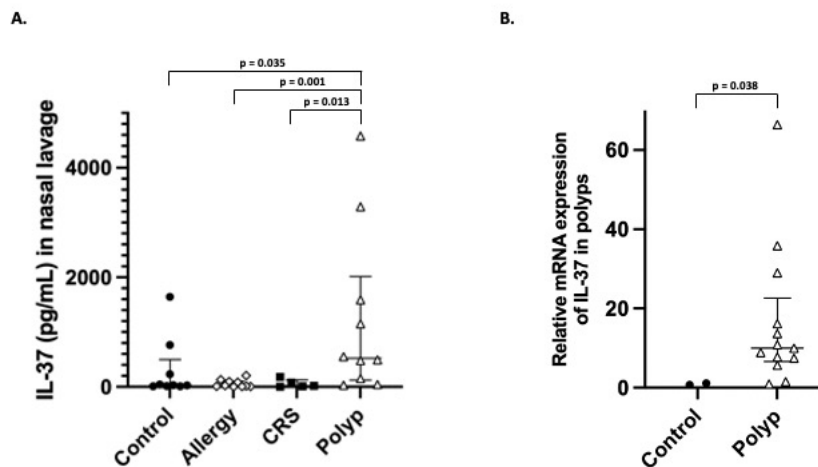 A.
p = 0.035
p = 0.001
p = 0.013
IL-37 (pg/mL) in nasal lavage
4000
2000
0
Control
Allergy
CRS
Polyp
B.
p = 0.038
Relative mRNA expression
of IL-37 in polyps
60
40
20
0
Control
Polyp